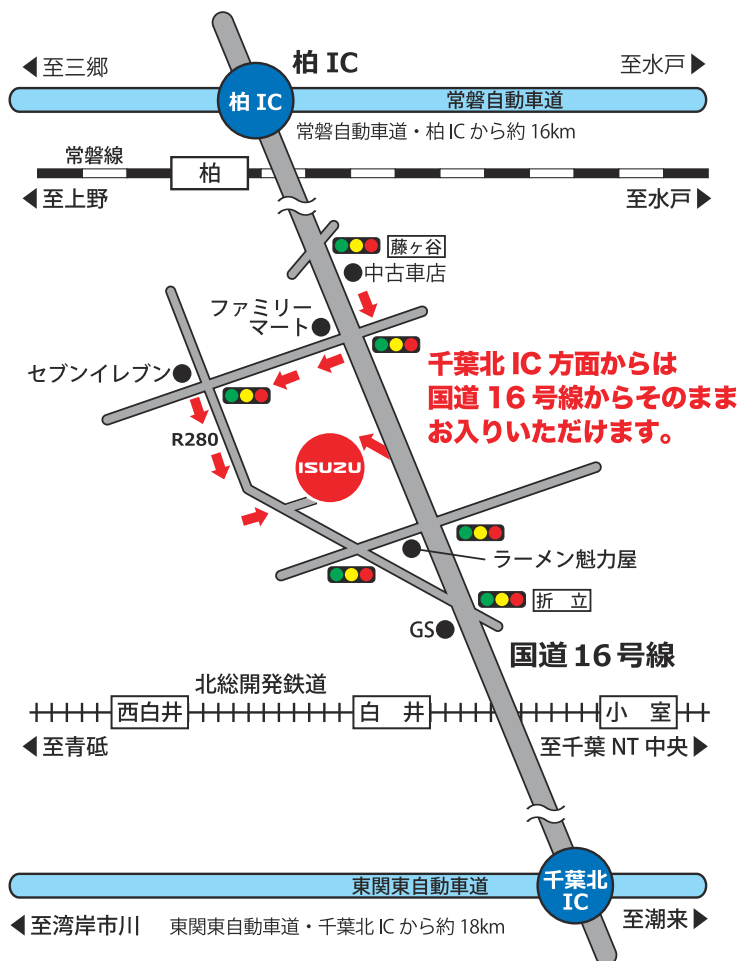 柏 IC
◀至三郷
至水戸▶
柏 IC
常磐自動車道
常磐自動車道・柏 IC から約 16km
常磐線
柏
◀至上野
至水戸▶
藤ヶ谷
中古車店
ファミリー
マート
セブンイレブン
千葉北 IC 方面からは
国道 16 号線からそのまま
お入りいただけます。
R280
ISUZU
ラーメン魁力屋
折 立
GS
国道 16 号線
北総開発鉄道
西白井
白 井
小 室
◀至青砥
至千葉 NT 中央▶
東関東自動車道
千葉北
IC
◀至湾岸市川
東関東自動車道・千葉北 IC から約 18km
至潮来▶